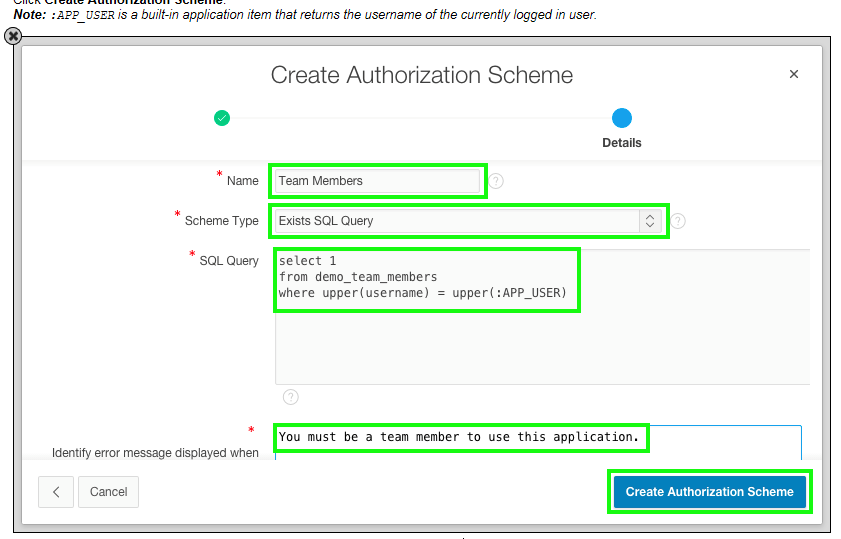 Click Create Authorization Scheme.
Note: :APP_USER is a built-in application item that returns the username of the currently logged in user.
Create Authorization Scheme
Details
* Name
Team Members
?
* Scheme Type
Exists SQL Query
?
* SQL Query
select 1
from demo_team_members
where upper(username) = upper(:APP_USER)
?
*
You must be a team member to use this application.
Identify error message displayed when
Cancel
Create Authorization Scheme